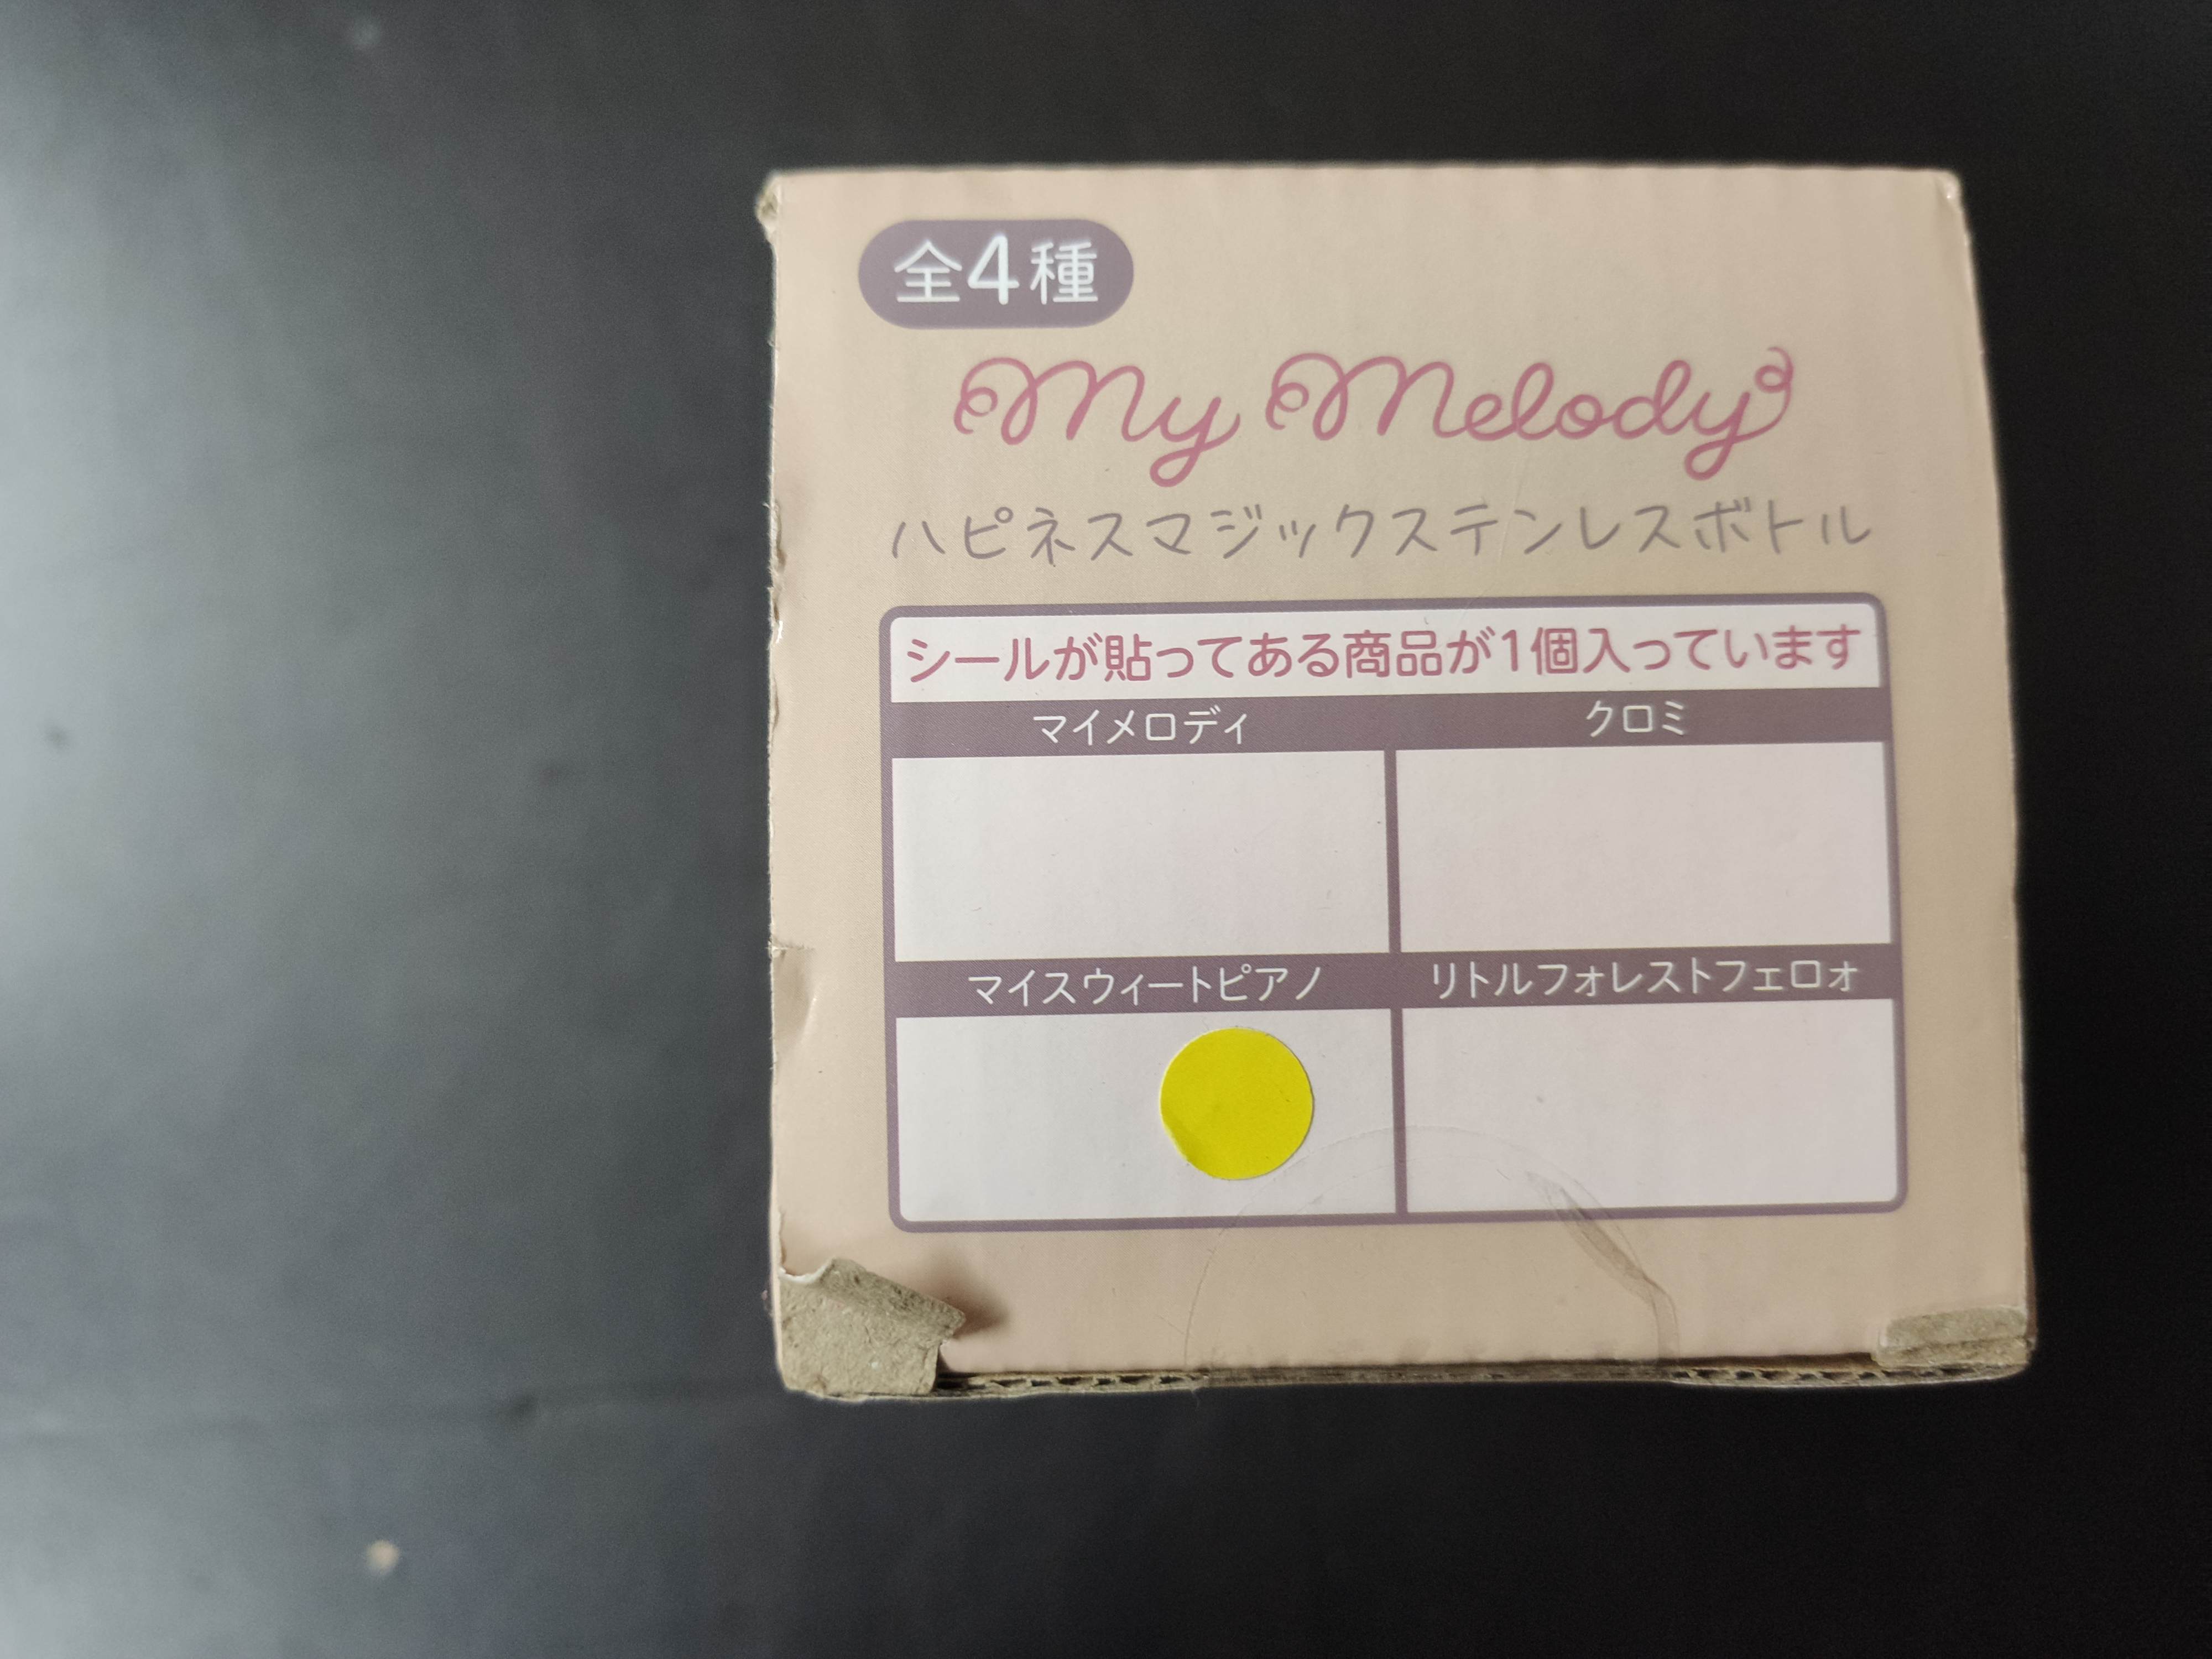 全4種
My Melody
ハピネスマジックステンレスボトル
シールが貼ってある商品が1個入っています
マイメロディ クロミ
マイスウィートピアノ リトルフォレストフェロォ